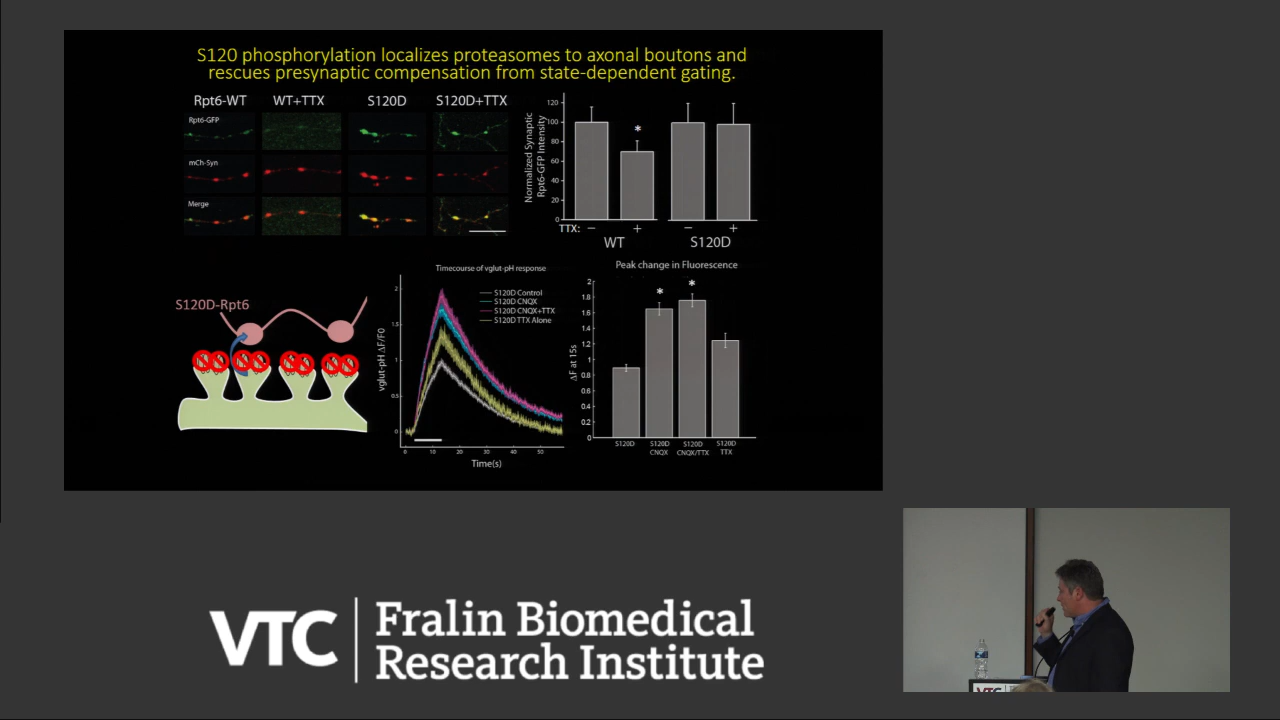 S120 phosphorylation localizes proteasomes to axonal boutons and
rescues presynaptic compensation from state-dependent gating.
Rpt6-WT WT+TTX S120D S120D+TTX
Rpt6-GFP
mCh-Syn
Merge
Normalized Synaptic
Rpt6-GFP Intensity
120
100
80
60
40
20
0
*
TTX: − + − +
WT S120D
S120D-Rpt6
Timecourse of vglut-pH response
S120D Control
S120D CNQX
S120D CNQX+TTX
S120D TTX Alone
vglut-pH ΔF/F0
2
1.5
1
0.5
0
0 10 20 30 40 50
Time(s)
Peak change in Fluorescence
ΔF at 15s
2
1.8
1.6
1.4
1.2
1
0.8
0.6
0.4
0.2
0
* *
S120D S120D S120D S120D
CNQX CNQX/TTX TTX
VTC Fralin Biomedical
Research Institute
VTC